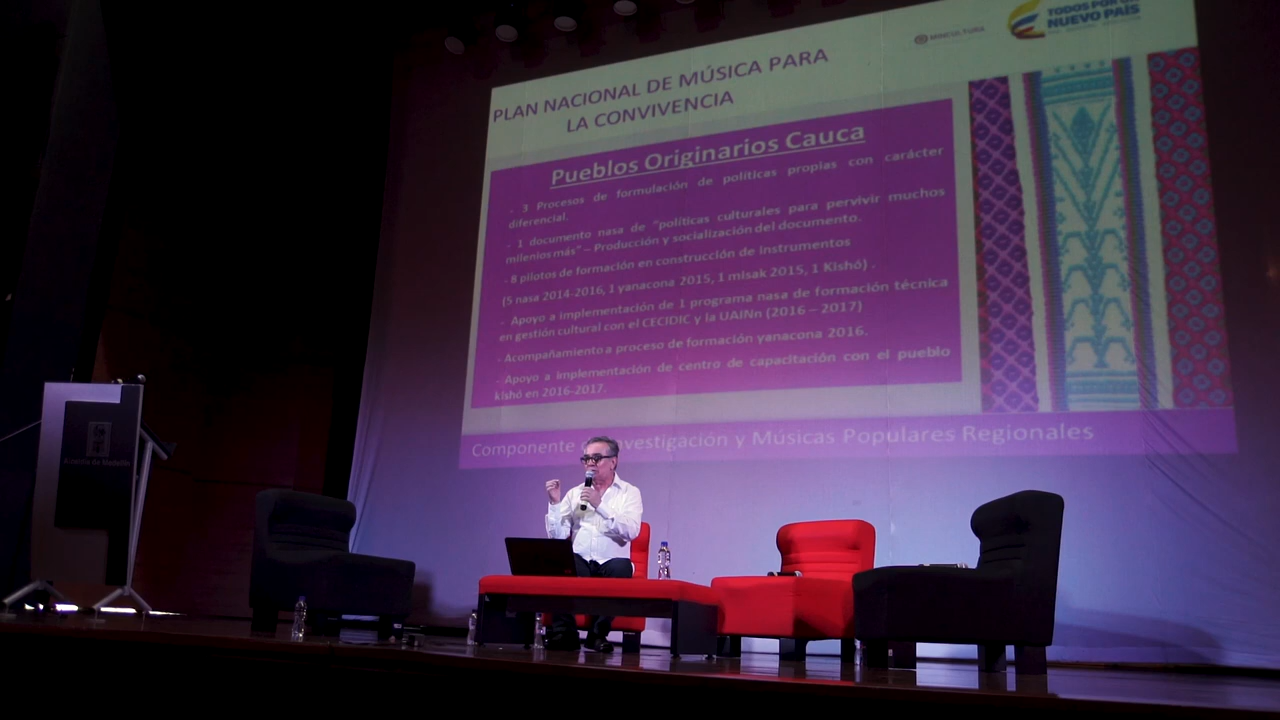 MINCULTURA
TODOS POR UN
NUEVO PAÍS
PLAN NACIONAL DE MÚSICA PARA
LA CONVIVENCIA
Pueblos Originarios Cauca
- 3 Procesos de formulación de políticas propias con carácter
diferencial.
- 1 documento nasa de "políticas culturales para pervivir muchos
milenios más" – Producción y socialización del documento.
- 8 pilotos de formación en construcción de instrumentos
(5 nasa 2014-2016, 1 yanacona 2015, 1 misak 2015, 1 Kishó) .
- Apoyo a implementación de 1 programa nasa de formación técnica
en gestión cultural con el CECIDIC y la UAINn (2016 – 2017)
- Acompañamiento a proceso de formación yanacona 2016.
- Apoyo a implementación de centro de capacitación con el pueblo
kishó en 2016-2017.
Componente de Investigación y Músicas Populares Regionales
Alcaldía de Medellín